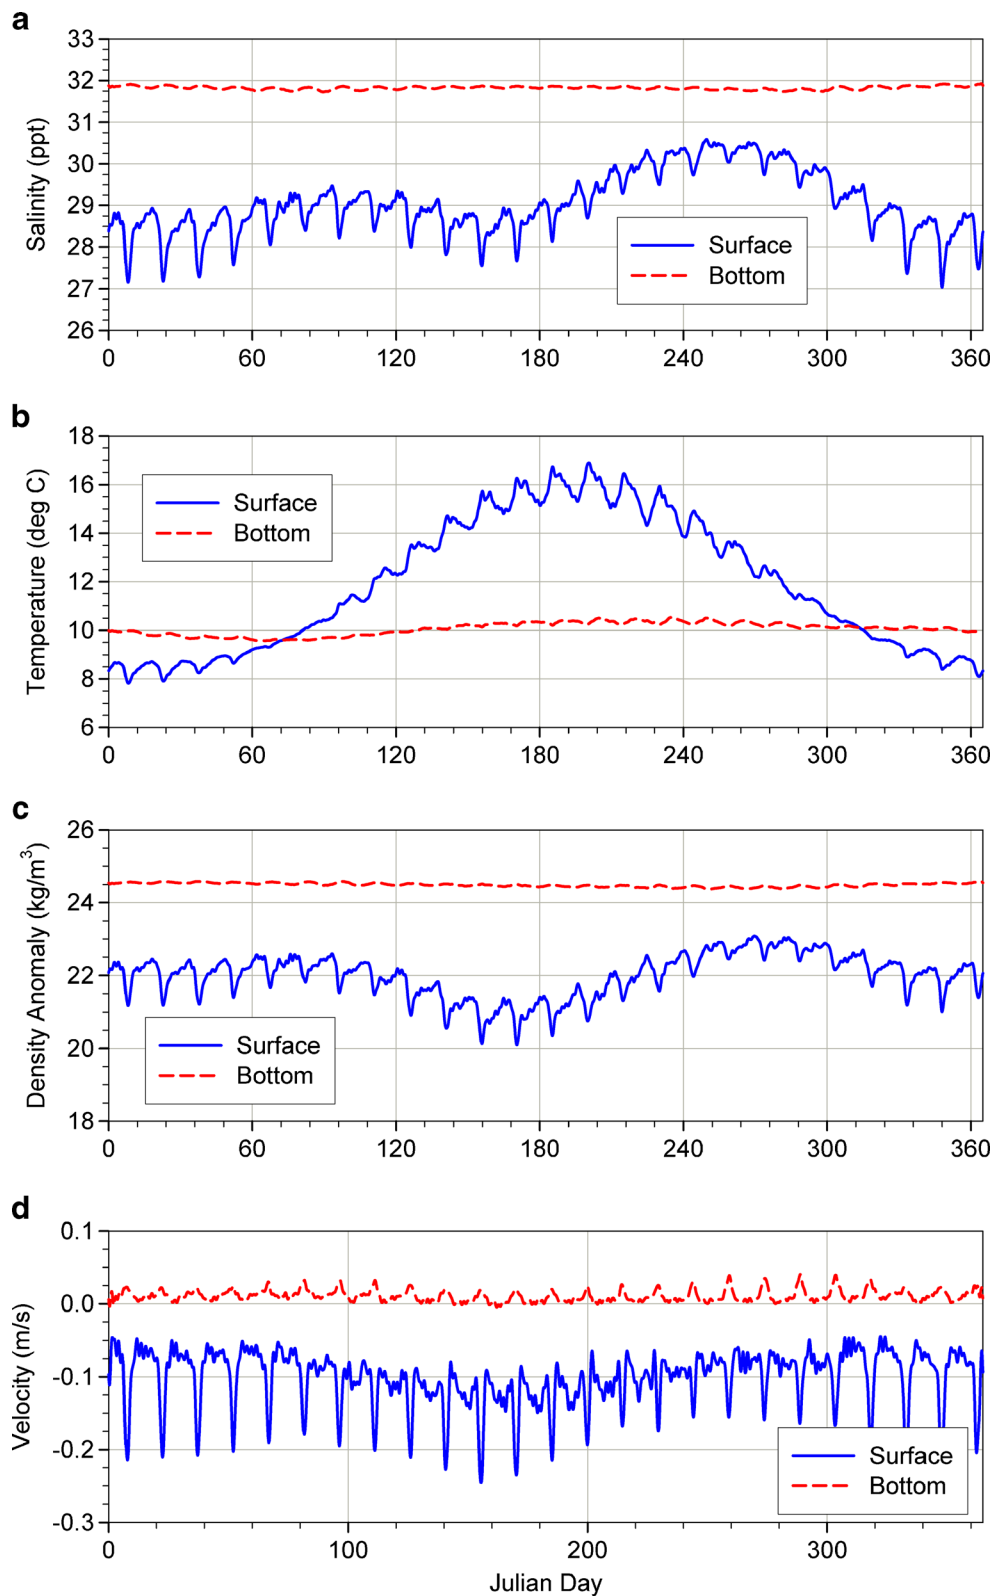 a
33
32
31
30
29
28
27
26
Salinity (ppt)
Surface
Bottom
0 60 120 180 240 300 360
b
18
16
14
12
10
8
6
Temperature (deg C)
Surface
Bottom
0 60 120 180 240 300 360
c
26
24
22
20
18
Density Anomaly (kg/m³)
Surface
Bottom
0 60 120 180 240 300 360
d
0.1
0.0
-0.1
-0.2
-0.3
Velocity (m/s)
Surface
Bottom
0 100 200 300
Julian Day